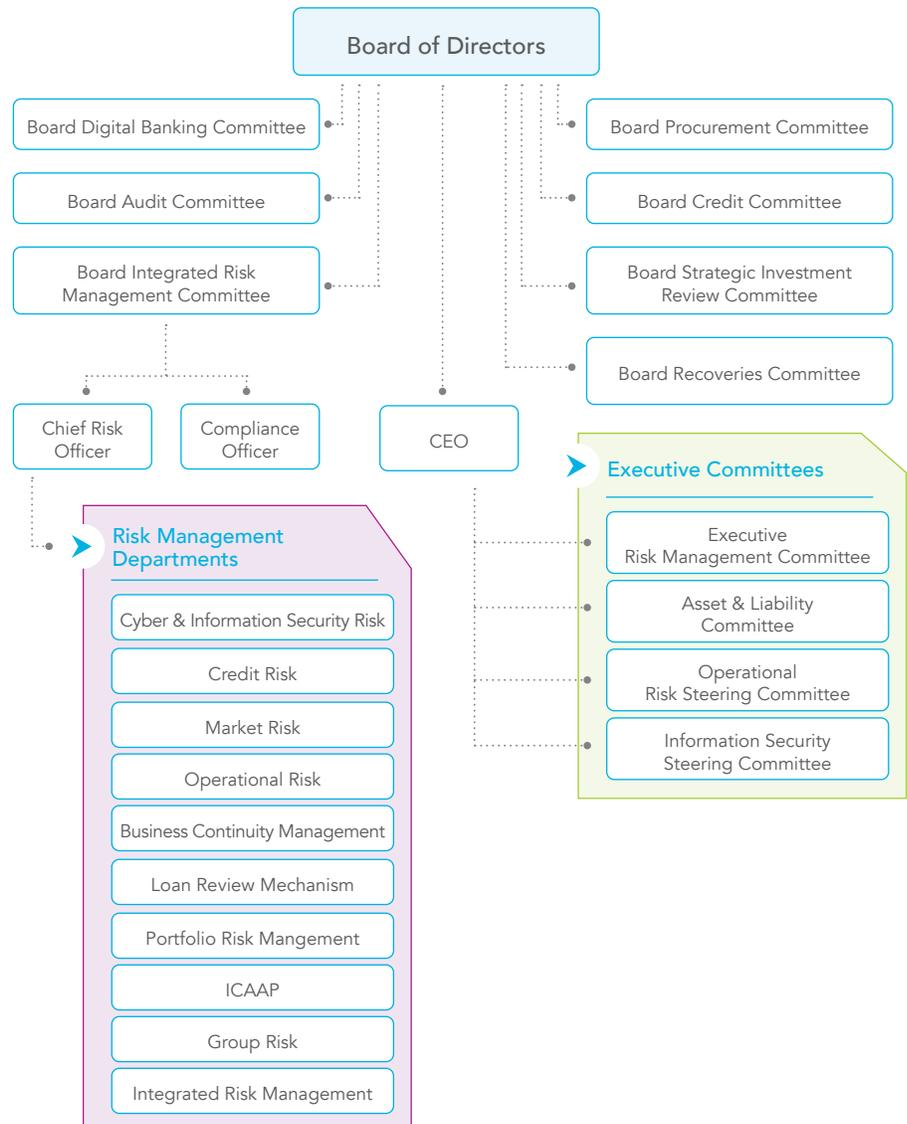 Board of Directors
Board Digital Banking Committee
Board Audit Committee
Board Integrated Risk
Management Committee
Board Procurement Committee
Board Credit Committee
Board Strategic Investment
Review Committee
Board Recoveries Committee
Chief Risk
Officer
Compliance
Officer
CEO
Risk Management
Departments
Cyber & Information Security Risk
Credit Risk
Market Risk
Operational Risk
Business Continuity Management
Loan Review Mechanism
Portfolio Risk Mangement
ICAAP
Group Risk
Integrated Risk Management
Executive Committees
Executive
Risk Management Committee
Asset & Liability
Committee
Operational
Risk Steering Committee
Information Security
Steering Committee